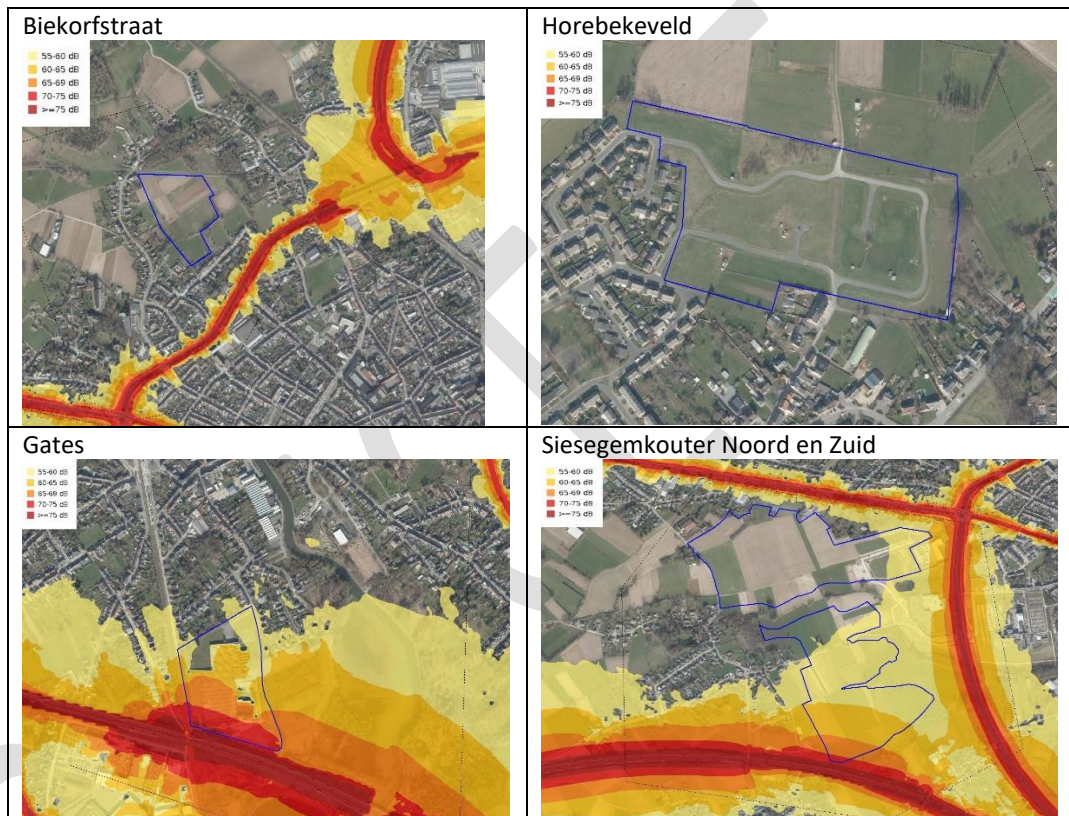 Biekorfstraat
55-60 dB
60-65 dB
65-69 dB
70-75 dB
>=75 dB
Horebekeveld
55-60 dB
60-65 dB
65-69 dB
70-75 dB
>=75 dB
Gates
55-60 dB
60-65 dB
65-69 dB
70-75 dB
>=75 dB
Siesegemkouter Noord en Zuid
55-60 dB
60-65 dB
65-69 dB
70-75 dB
>=75 dB